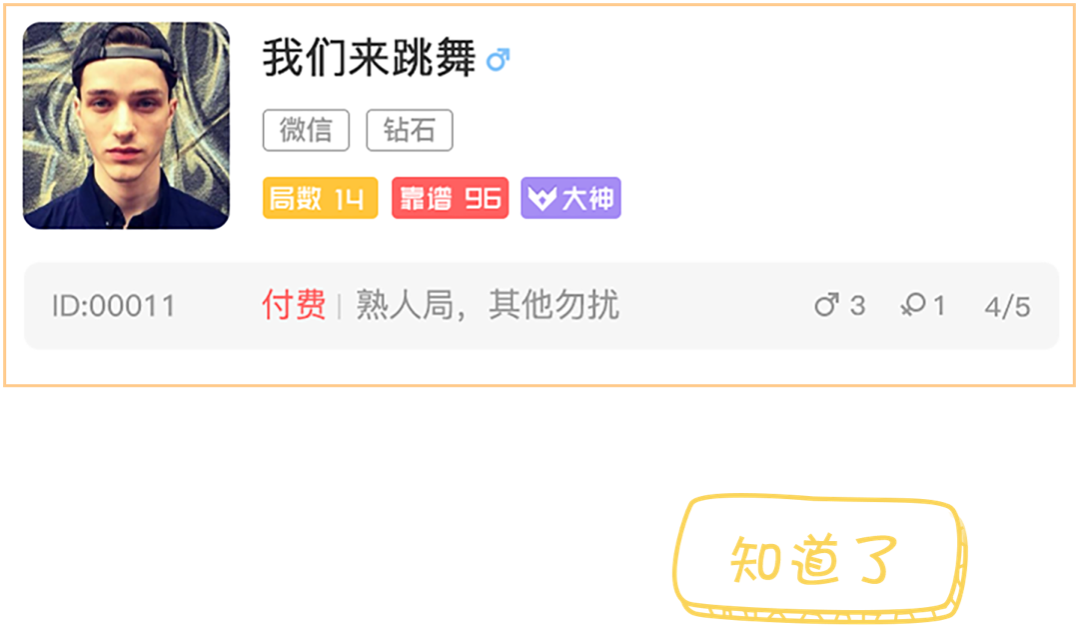 我们来跳舞♂
微信 钻石
局数 14 靠谱 96 大神
ID:00011 付费 | 熟人局，其他勿扰 ♂ 3 ♀ 1 4/5
知道了